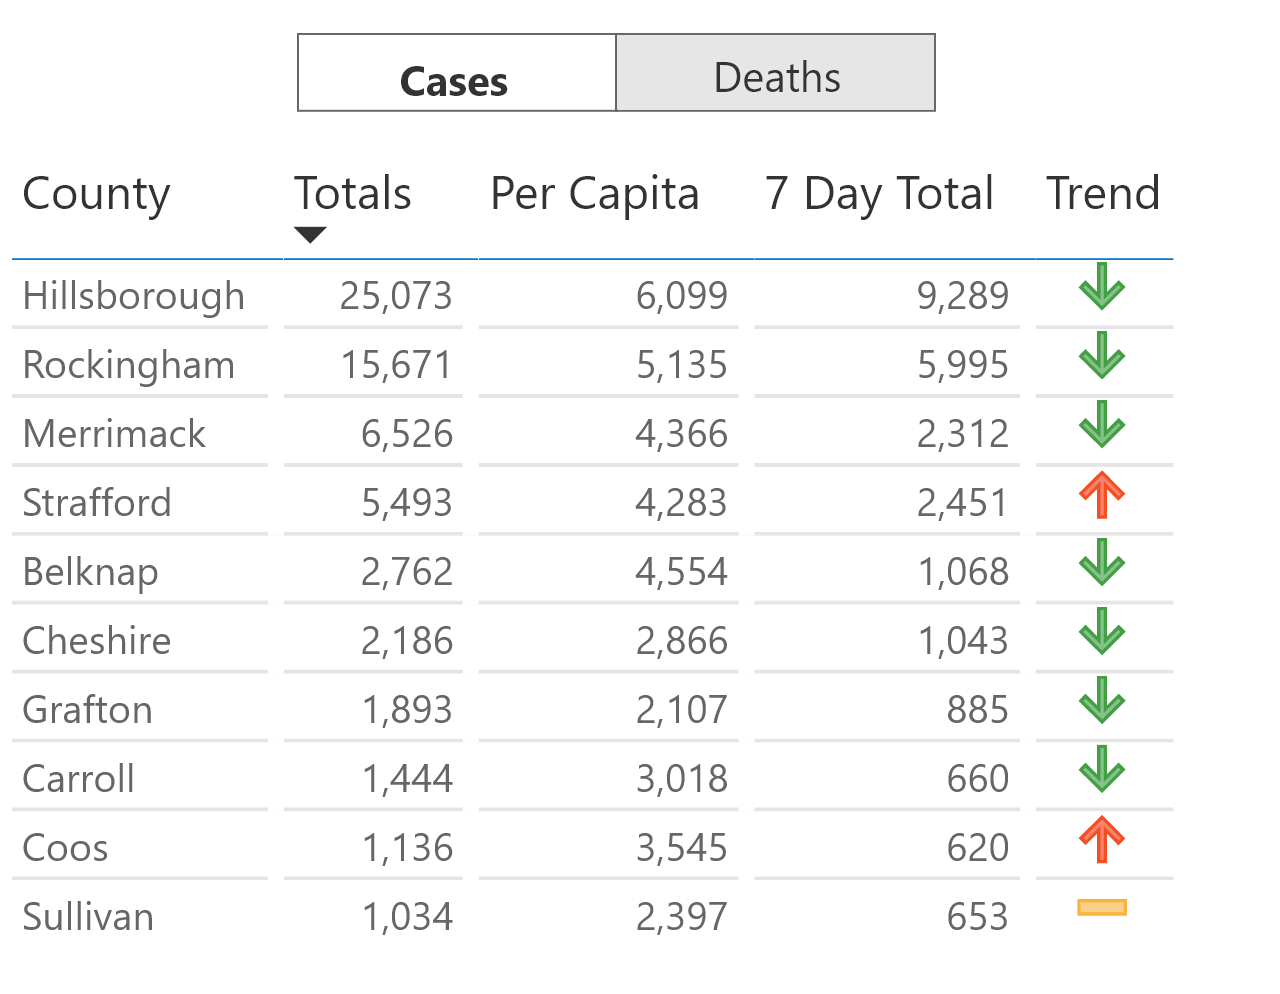 Cases Deaths
County Totals Per Capita 7 Day Total Trend
Hillsborough 25,073 6,099 9,289
Rockingham 15,671 5,135 5,995
Merrimack 6,526 4,366 2,312
Strafford 5,493 4,283 2,451
Belknap 2,762 4,554 1,068
Cheshire 2,186 2,866 1,043
Grafton 1,893 2,107 885
Carroll 1,444 3,018 660
Coos 1,136 3,545 620
Sullivan 1,034 2,397 653